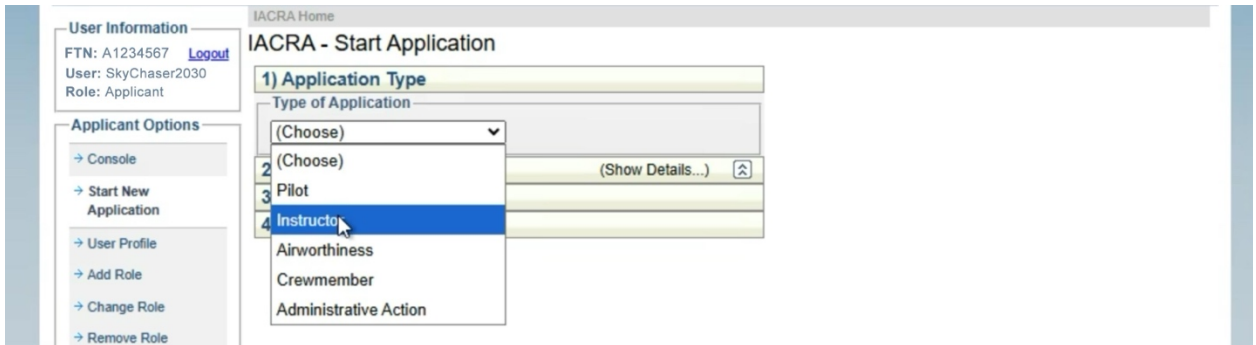 User Information
FTN: A1234567 Logout
User: SkyChaser2030
Role: Applicant
Applicant Options
Console
Start New
Application
User Profile
Add Role
Change Role
Remove Role
IACRA Home
IACRA - Start Application
1) Application Type
Type of Application
(Choose)
(Choose)
Pilot
Instructor
Airworthiness
Crewmember
Administrative Action
2 (Show Details...)
3
4